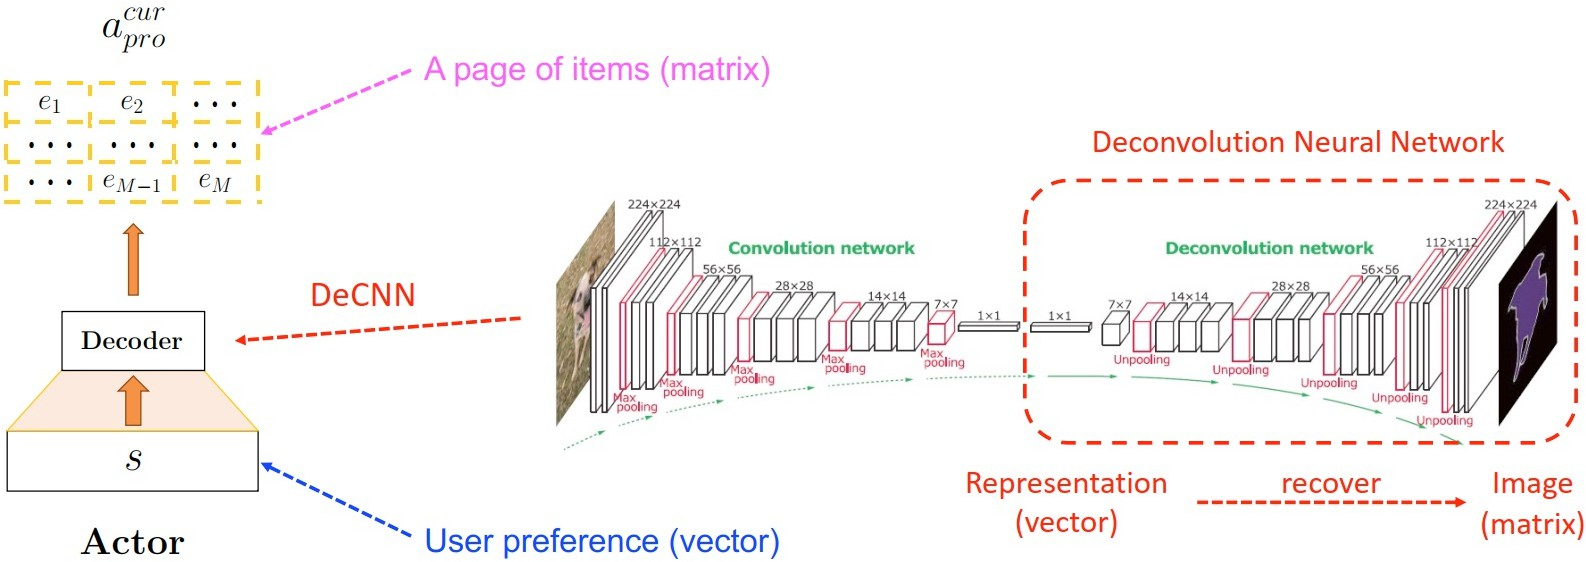 a_{pro}^{cur}
A page of items (matrix)
e_1 e_2 ...
... ... ...
... e_{M-1} e_M
DeCNN
Decoder
s
Actor
User preference (vector)
Deconvolution Neural Network
Convolution network
224×224
112×112
56×56
28×28
14×14
7×7
1×1
Max
pooling
Max
pooling
Max
pooling
Max
pooling
Max
pooling
Deconvolution network
1×1
7×7
14×14
28×28
56×56
112×112
224×224
Unpooling
Unpooling
Unpooling
Unpooling
Unpooling
Representation
(vector)
recover
Image
(matrix)